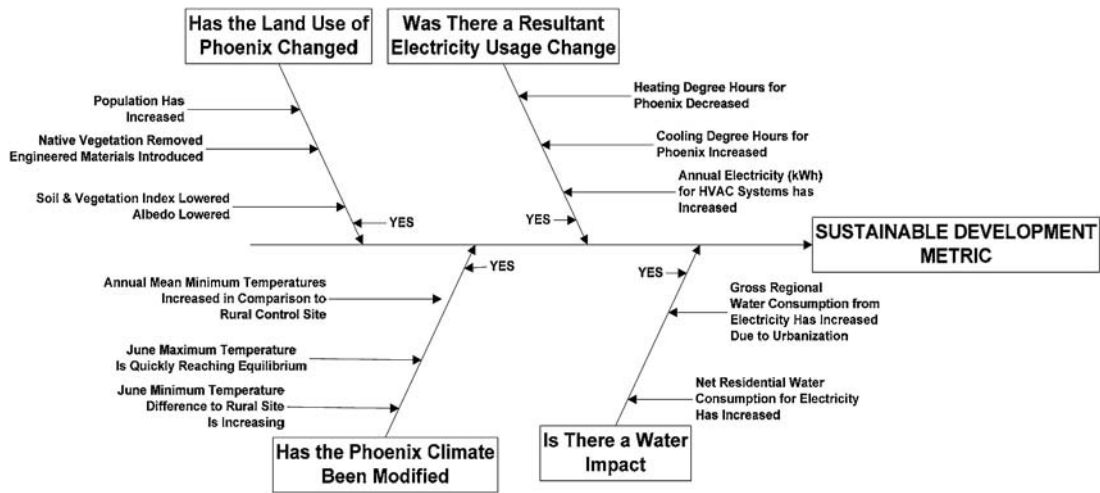 Has the Land Use of
Phoenix Changed
Was There a Resultant
Electricity Usage Change
Population Has
Increased
Native Vegetation Removed
Engineered Materials Introduced
Soil & Vegetation Index Lowered
Albedo Lowered
YES
Heating Degree Hours for
Phoenix Decreased
Cooling Degree Hours for
Phoenix Increased
Annual Electricity (kWh)
for HVAC Systems has
Increased
YES
SUSTAINABLE DEVELOPMENT
METRIC
YES
Annual Mean Minimum Temperatures
Increased in Comparison to
Rural Control Site
June Maximum Temperature
Is Quickly Reaching Equilibrium
June Minimum Temperature
Difference to Rural Site
Is Increasing
Has the Phoenix Climate
Been Modified
YES
Gross Regional
Water Consumption from
Electricity Has Increased
Due to Urbanization
Net Residential Water
Consumption for Electricity
Has Increased
Is There a Water
Impact